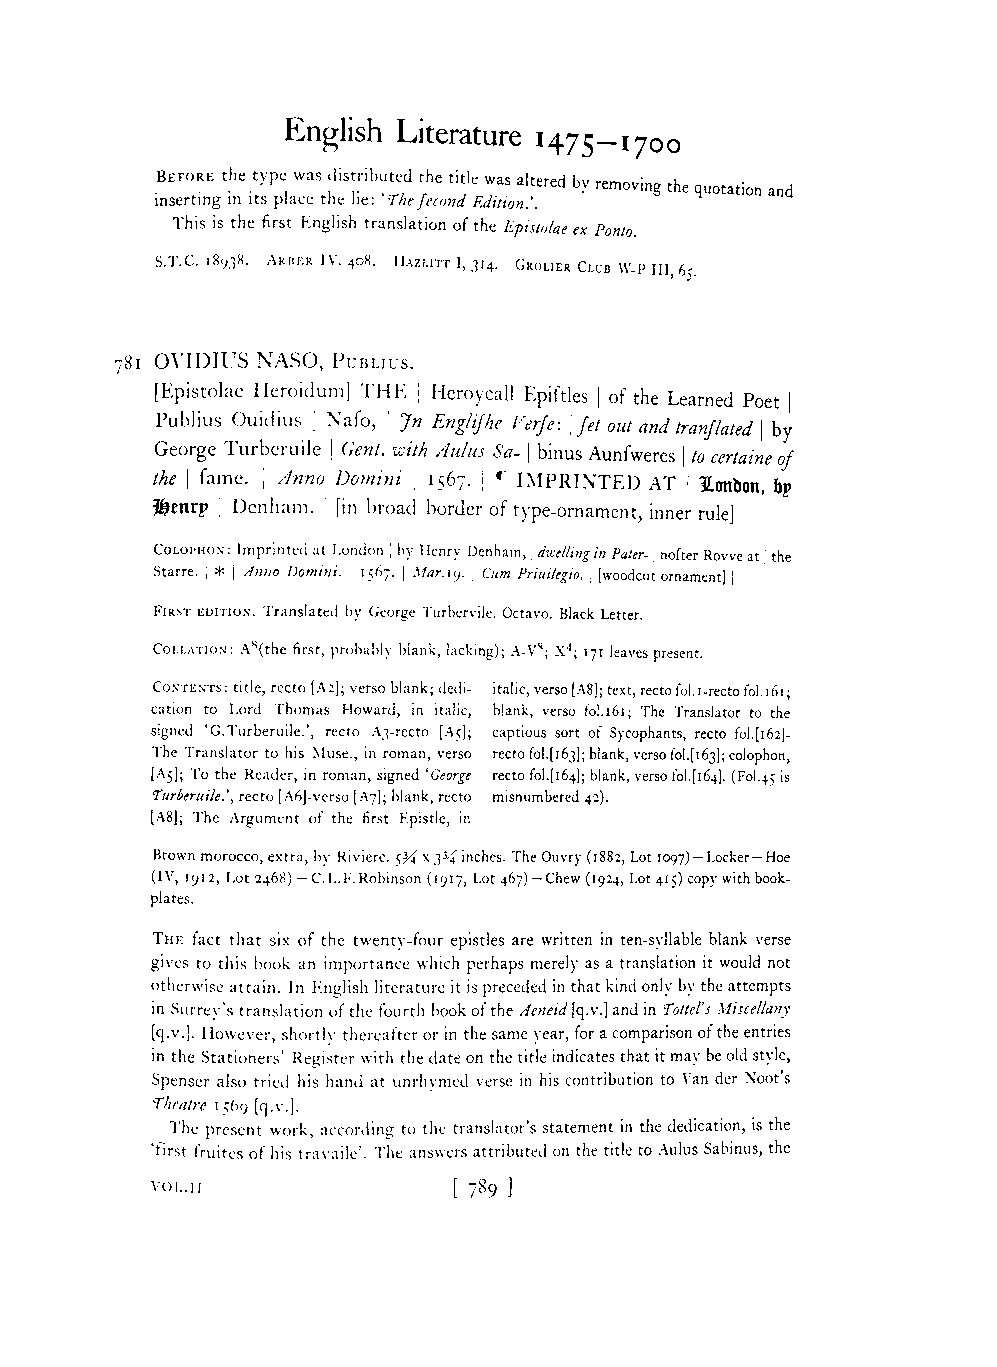 English Literature 1475–1700
BEFORE the type was distributed the title was altered by removing the quotation and
inserting in its place the lie: 'The ſecond Edition.'.
This is the first English translation of the Epistolae ex Ponto.
S.T.C. 18938. ARBER IV. 408. HAZLITT I, 314. GROLIER CLUB W-P III, 65.
781 OVIDIUS NASO, PUBLIUS.
[Epistolae Heroidum] THE | Heroycall Epiſtles | of the Learned Poet |
Publius Ouidius | Naſo, | In Engliſhe Verſe: | ſet out and tranſlated | by
George Turberuile | Gent. with Aulus Sa- | binus Aunſweres | to certaine of
the | ſame. | Anno Domini | 1567. | ¶ IMPRINTED AT | London, by
Henry | Denham. | [in broad border of type-ornament, inner rule]
COLOPHON: Imprinted at London | by Henry Denham, | dwelling in Pater- | noſter Rovve at | the
Starre. | * | Anno Domini. 1567. | Mar.19. | Cum Priuilegio. | [woodcut ornament] |
FIRST EDITION. Translated by George Turbervile. Octavo. Black Letter.
COLLATION: A⁸(the first, probably blank, lacking); A-V⁸; X⁴; 171 leaves present.
CONTENTS: title, recto [A2]; verso blank; dedi-
cation to Lord Thomas Howard, in italic,
signed 'G.Turberuile.', recto A3-recto [A5];
The Translator to his Muse., in roman, verso
[A5]; To the Reader, in roman, signed 'George
Turberuile.', recto [A6]-verso [A7]; blank, recto
[A8]; The Argument of the first Epistle, in
italic, verso [A8]; text, recto fol.1-recto fol.161;
blank, verso fol.161; The Translator to the
captious sort of Sycophants, recto fol.[162]-
recto fol.[163]; blank, verso fol.[163]; colophon,
recto fol.[164]; blank, verso fol.[164]. (Fol.45 is
misnumbered 42).
Brown morocco, extra, by Riviere. 5¾ x 3¾ inches. The Ouvry (1882, Lot 1097)—Locker—Hoe
(IV, 1912, Lot 2468)—C.L.F.Robinson (1917, Lot 467)—Chew (1924, Lot 415) copy with book-
plates.
THE fact that six of the twenty-four epistles are written in ten-syllable blank verse
gives to this book an importance which perhaps merely as a translation it would not
otherwise attain. In English literature it is preceded in that kind only by the attempts
in Surrey's translation of the fourth book of the Aeneid [q.v.] and in Tottel's Miscellany
[q.v.]. However, shortly thereafter or in the same year, for a comparison of the entries
in the Stationers' Register with the date on the title indicates that it may be old style,
Spenser also tried his hand at unrhymed verse in his contribution to Van der Noot's
Theatre 1569 [q.v.].
The present work, according to the translator's statement in the dedication, is the
'first fruites of his travaile'. The answers attributed on the title to Aulus Sabinus, the
VOL.II
[ 789 ]